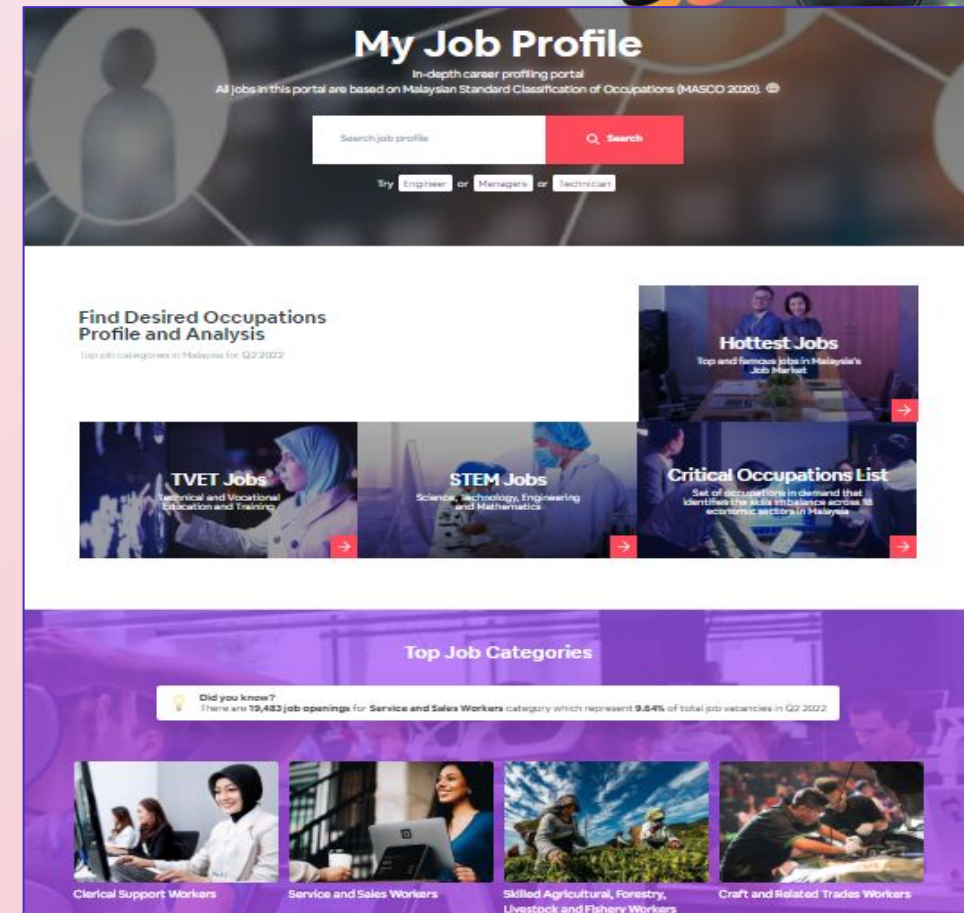 My Job Profile
In-depth career profiling portal
All jobs in this portal are based on Malaysian Standard Classification of Occupations (MASCO 2020).
Search job profile
Search
Try Engineer or Managers or Technician
Find Desired Occupations
Profile and Analysis
Top job categories in Malaysia for Q2 2022
Hottest Jobs
Top and famous jobs in Malaysia's
Job Market
TVET Jobs
Technical and Vocational
Education and Training
STEM Jobs
Science, Technology, Engineering
and Mathematics
Critical Occupations List
Set of occupations in demand that
identifies the skills imbalance across 18
economic sectors in Malaysia
Top Job Categories
Did you know?
There are 19,483 job openings for Service and Sales Workers category which represent 9.64% of total job vacancies in Q2 2022
Clerical Support Workers
Service and Sales Workers
Skilled Agricultural, Forestry,
Livestock and Fishery Workers
Craft and Related Trades Workers